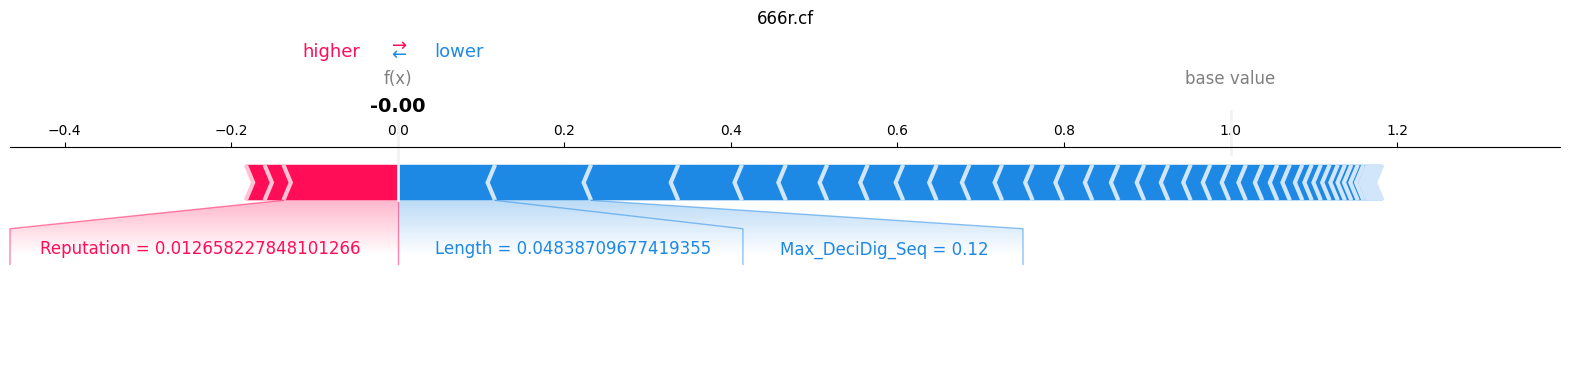 666r.cf
higher ⇄ lower
f(x) base value
-0.00
−0.4 −0.2 0.0 0.2 0.4 0.6 0.8 1.0 1.2
Reputation = 0.012658227848101266 Length = 0.04838709677419355 Max_DeciDig_Seq = 0.12